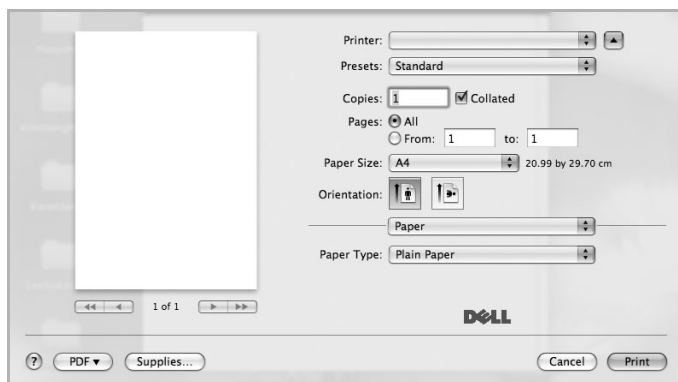 Printer:
Presets: Standard
Copies: 1 Collated
Pages: All
From: 1 to: 1
Paper Size: A4 20.99 by 29.70 cm
Orientation:
Paper
Paper Type: Plain Paper
1 of 1
DELL
? PDF Supplies... Cancel Print